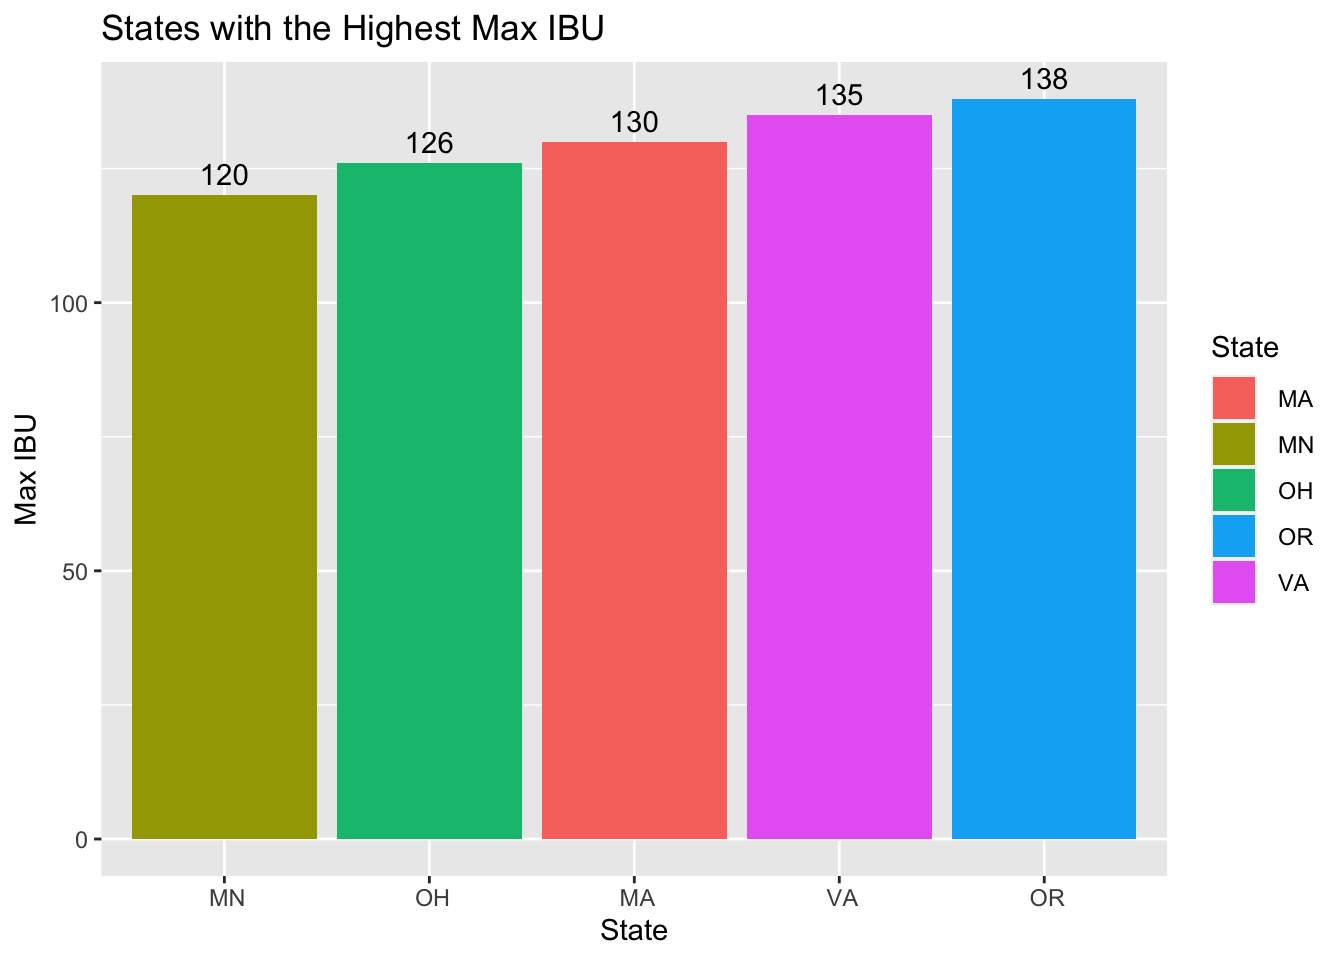 States with the Highest Max IBU
138
135
130
126
120
100
50
0
Max IBU
MN OH MA VA OR
State
State
MA
MN
OH
OR
VA